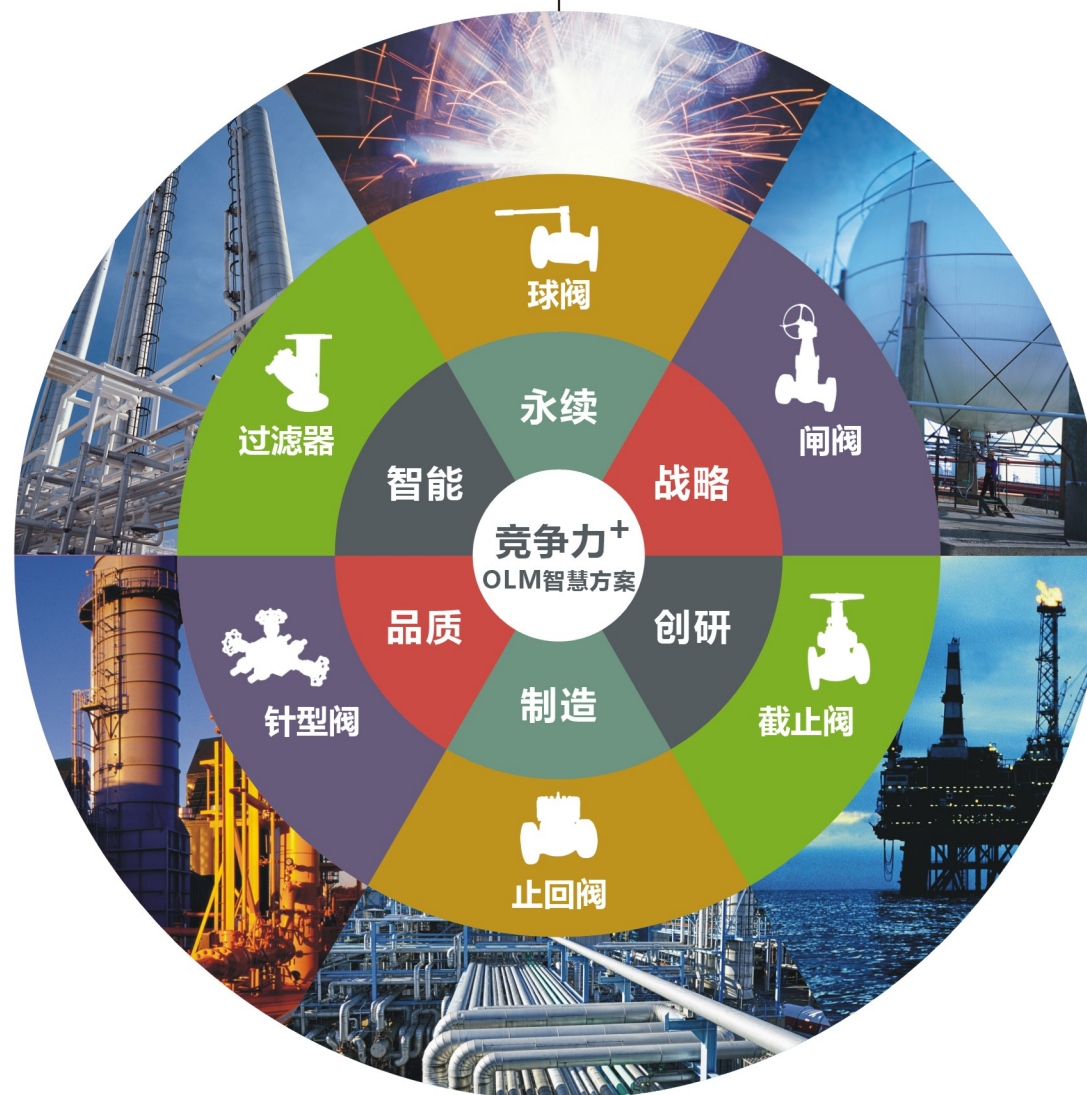 球阀
永续
过滤器
闸阀
智能
战略
竞争力+
OLM智慧方案
品质
创研
针型阀
制造
截止阀
止回阀